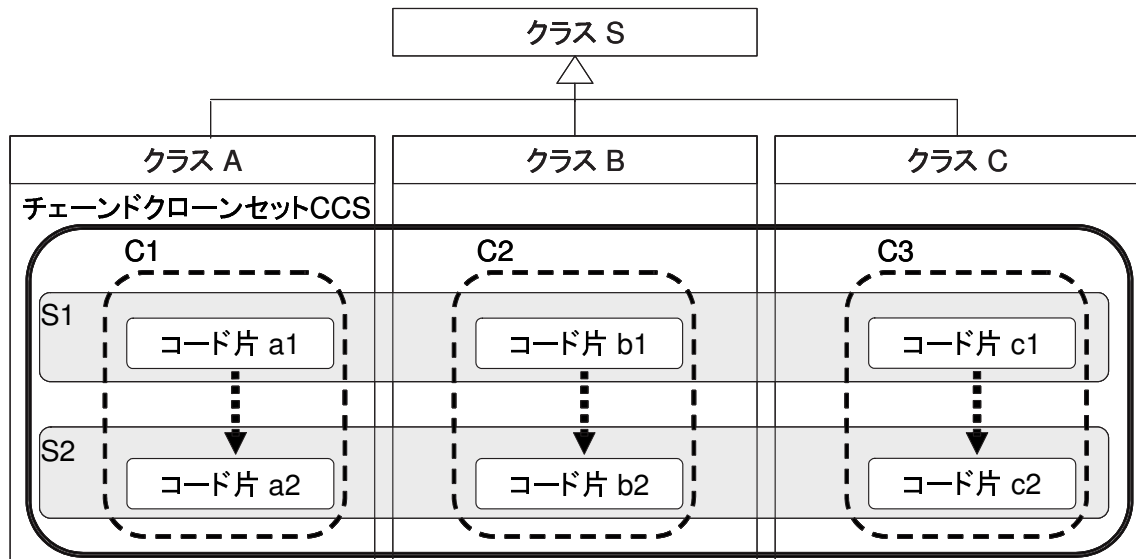 クラス S
クラス A
クラス B
クラス C
チェーンドクローンセットCCS
C1
C2
C3
S1
コード片 a1
コード片 b1
コード片 c1
S2
コード片 a2
コード片 b2
コード片 c2